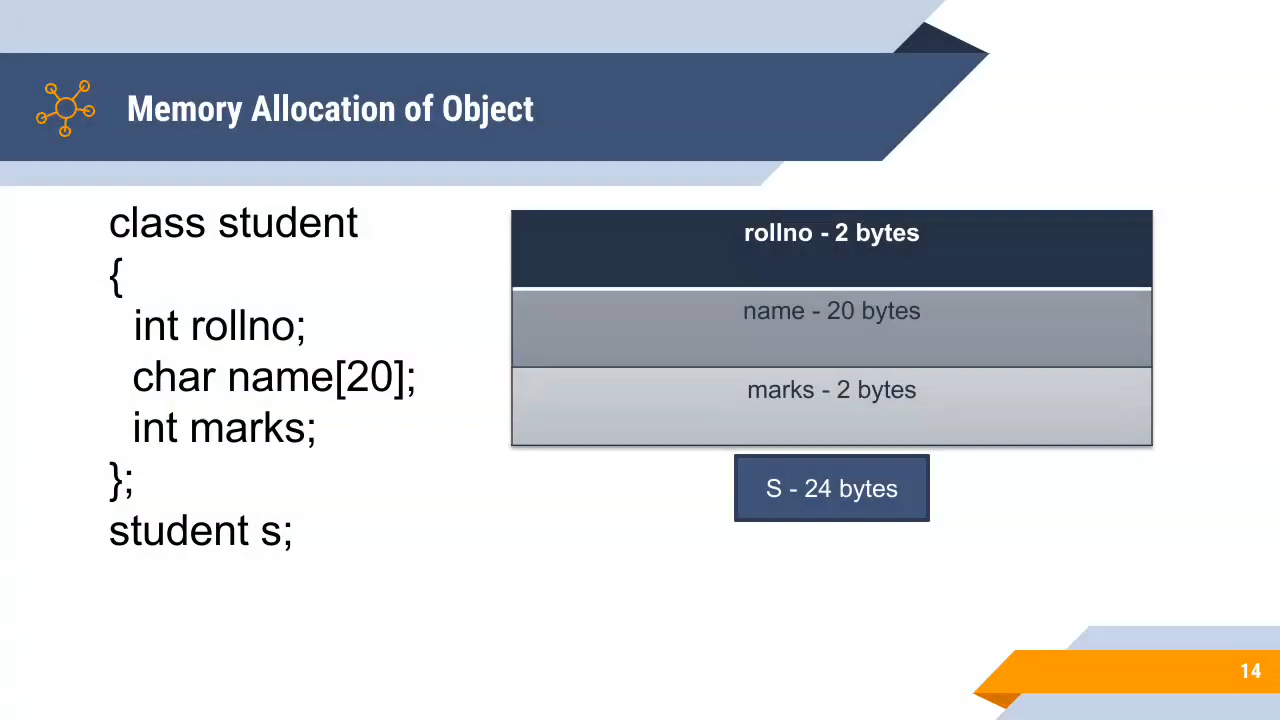 Memory Allocation of Object
class student
{
int rollno;
char name[20];
int marks;
};
student s;
rollno - 2 bytes
name - 20 bytes
marks - 2 bytes
S - 24 bytes
14